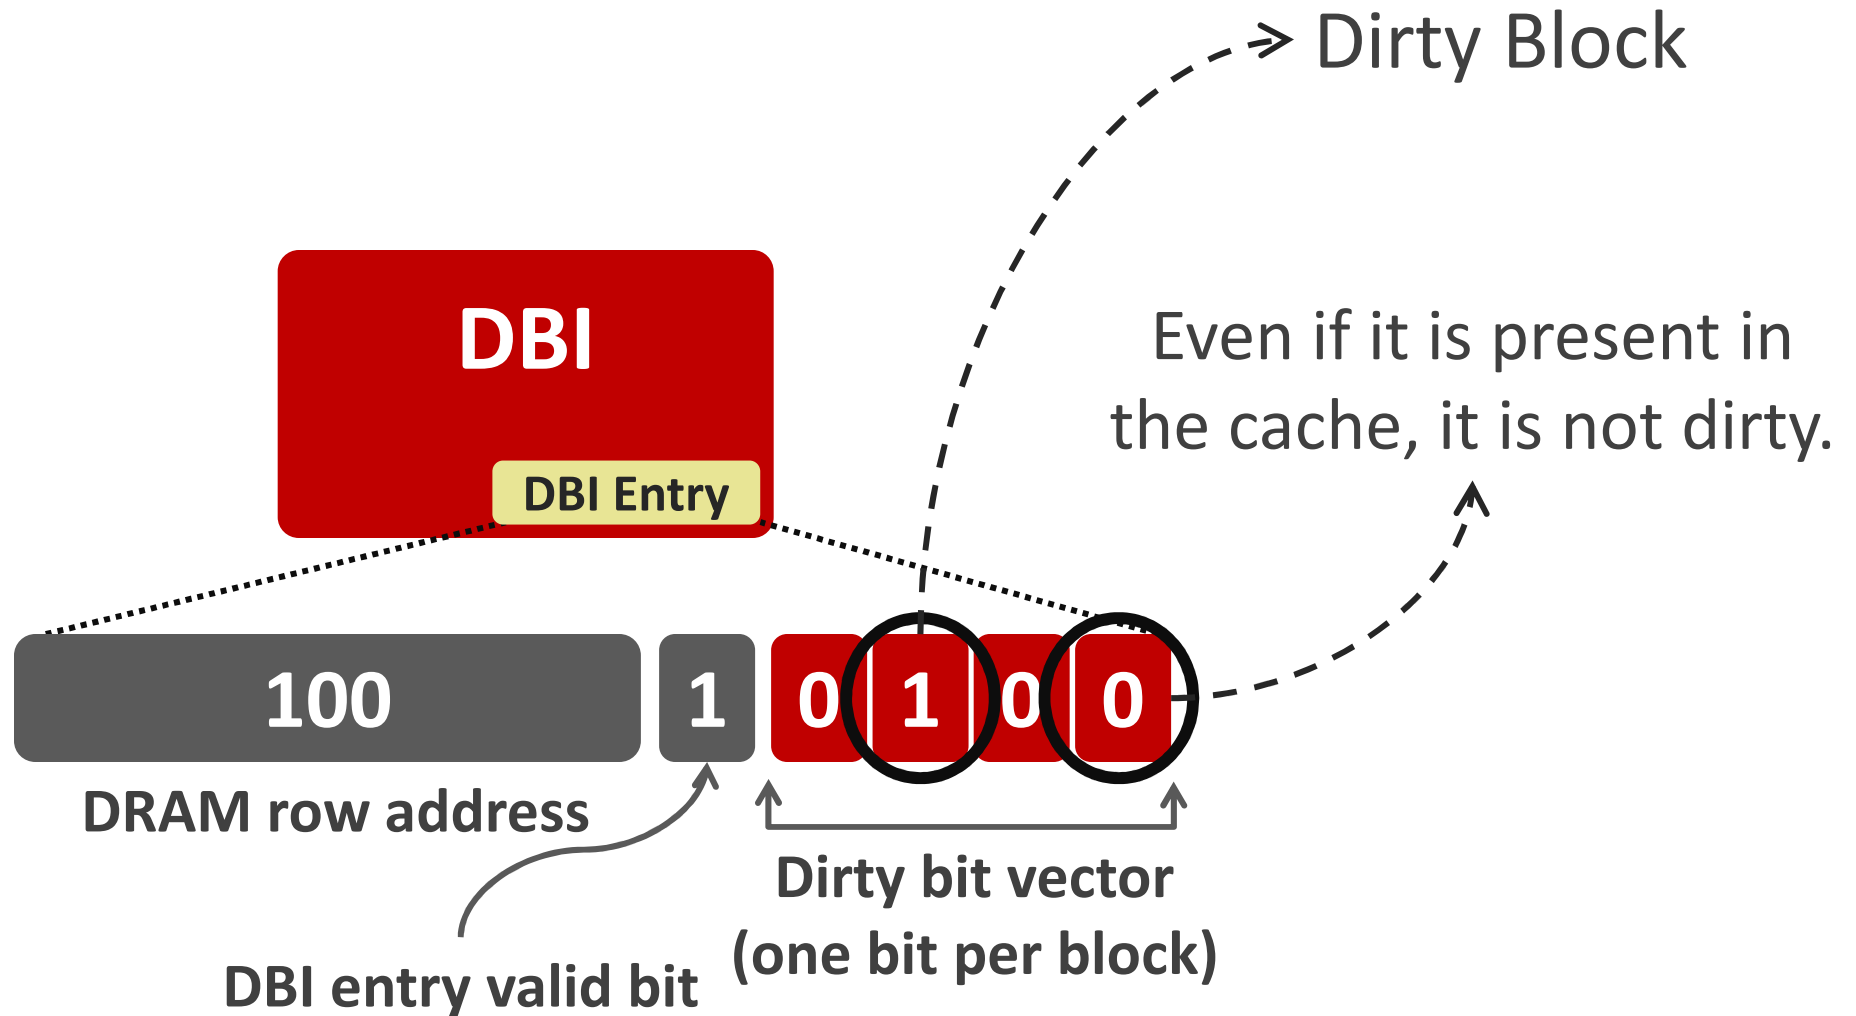 Dirty Block
DBI
Even if it is present in
the cache, it is not dirty.
DBI Entry
100 1 0 1 0 0
DRAM row address
Dirty bit vector
(one bit per block)
DBI entry valid bit